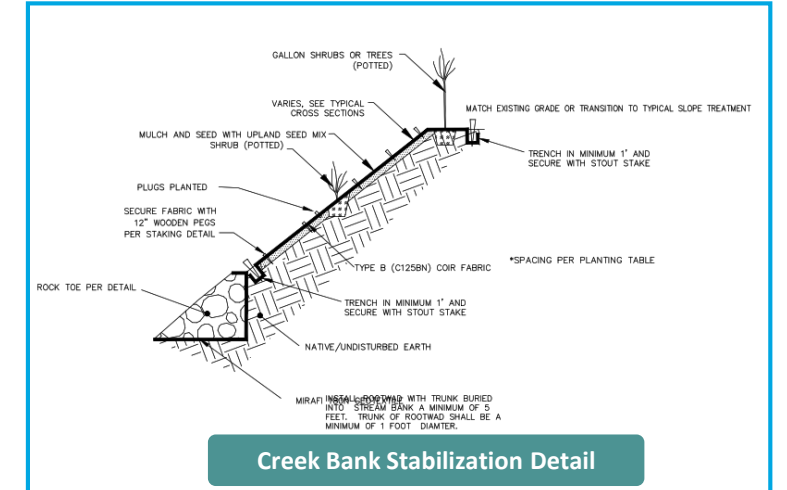 GALLON SHRUBS OR TREES
(POTTED)
VARIES, SEE TYPICAL
CROSS SECTIONS
MATCH EXISTING GRADE OR TRANSITION TO TYPICAL SLOPE TREATMENT
MULCH AND SEED WITH UPLAND SEED MIX
SHRUB (POTTED)
TRENCH IN MINIMUM 1' AND
SECURE WITH STOUT STAKE
PLUGS PLANTED
SECURE FABRIC WITH
12" WOODEN PEGS
PER STAKING DETAIL
TYPE B (C125BN) COIR FABRIC
*SPACING PER PLANTING TABLE
ROCK TOE PER DETAIL
TRENCH IN MINIMUM 1' AND
SECURE WITH STOUT STAKE
NATIVE/UNDISTURBED EARTH
MIRAFI
INSTALL ROOTWAD WITH TRUNK BURIED
INTO STREAM BANK A MINIMUM OF 5
FEET. TRUNK OF ROOTWAD SHALL BE A
MINIMUM OF 1 FOOT DIAMTER.
Creek Bank Stabilization Detail